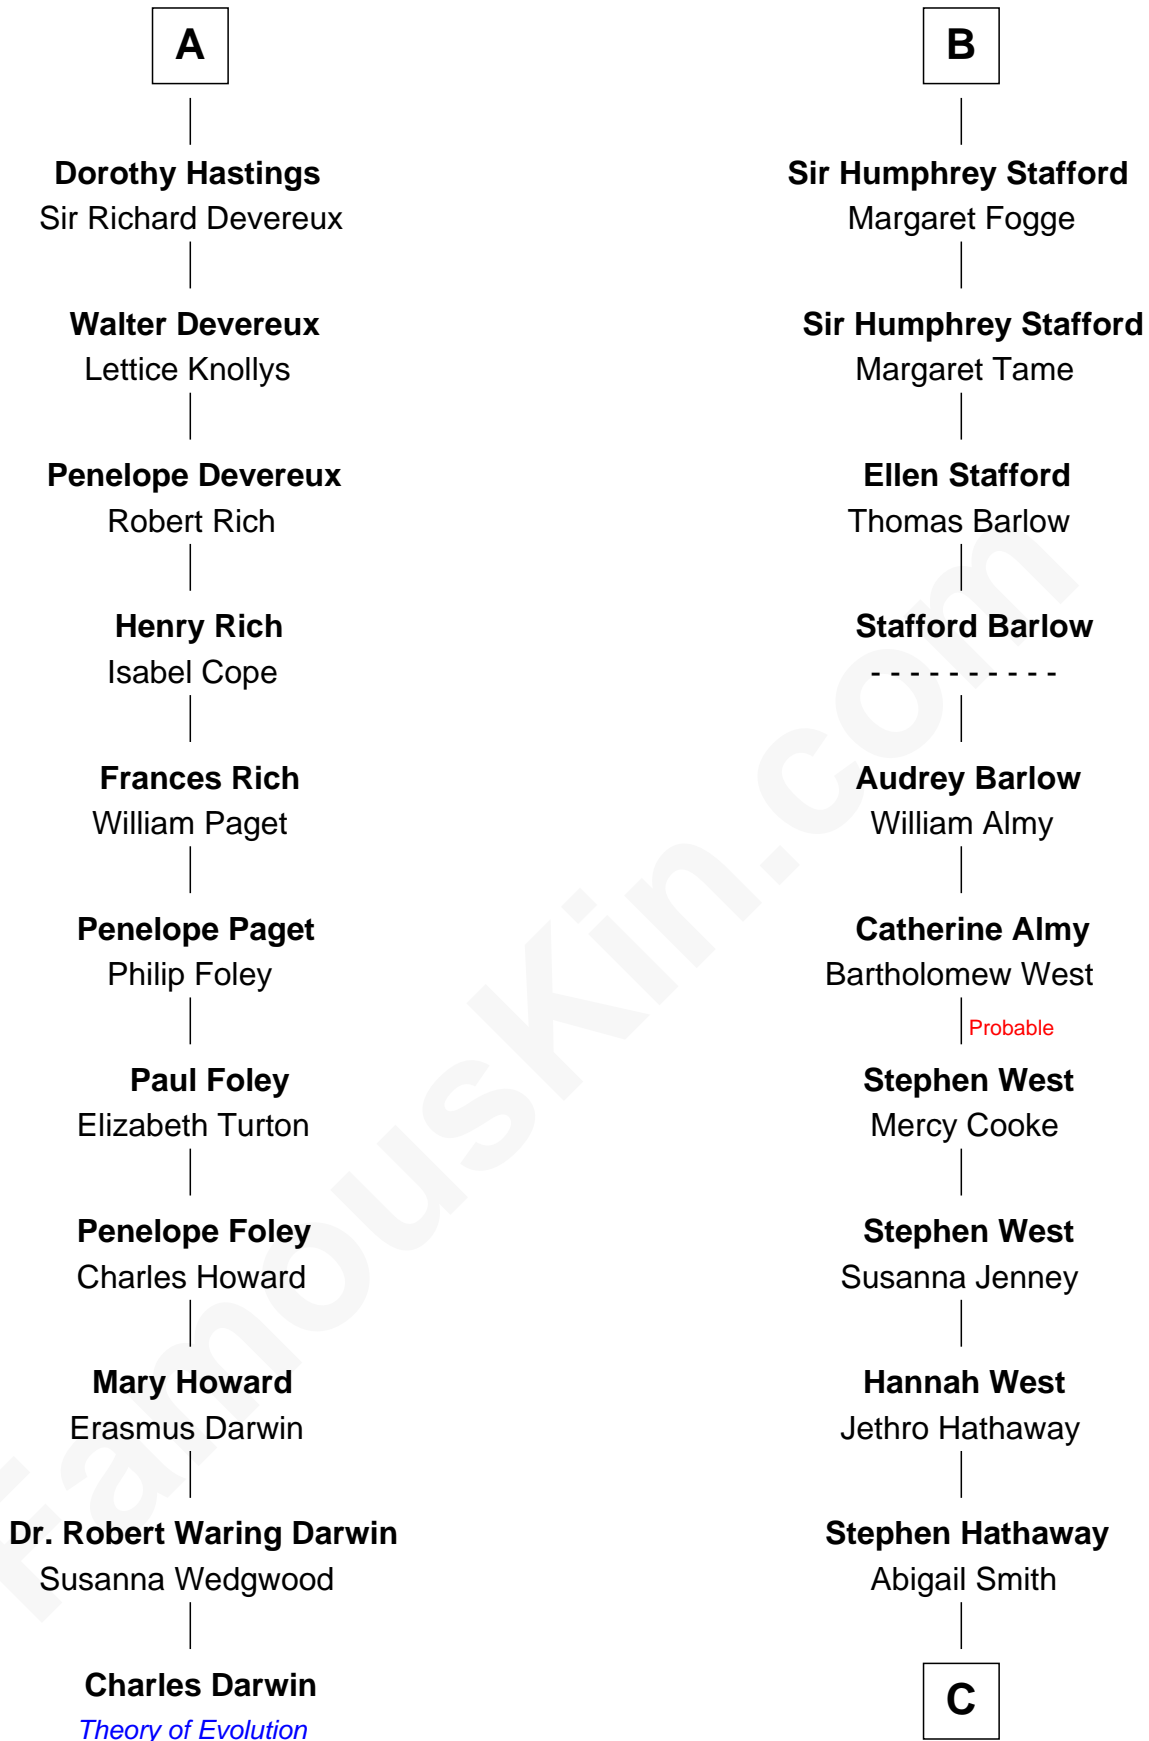 A
Dorothy Hastings
Sir Richard Devereux
Walter Devereux
Lettice Knollys
Penelope Devereux
Robert Rich
Henry Rich
Isabel Cope
Frances Rich
William Paget
Penelope Paget
Philip Foley
Paul Foley
Elizabeth Turton
Penelope Foley
Charles Howard
Mary Howard
Erasmus Darwin
Dr. Robert Waring Darwin
Susanna Wedgwood
Charles Darwin
Theory of Evolution
B
Sir Humphrey Stafford
Margaret Fogge
Sir Humphrey Stafford
Margaret Tame
Ellen Stafford
Thomas Barlow
Stafford Barlow
- - - - - - - - - -
Audrey Barlow
William Almy
Catherine Almy
Bartholomew West
Probable
Stephen West
Mercy Cooke
Stephen West
Susanna Jenney
Hannah West
Jethro Hathaway
Stephen Hathaway
Abigail Smith
C
FamousKin.com